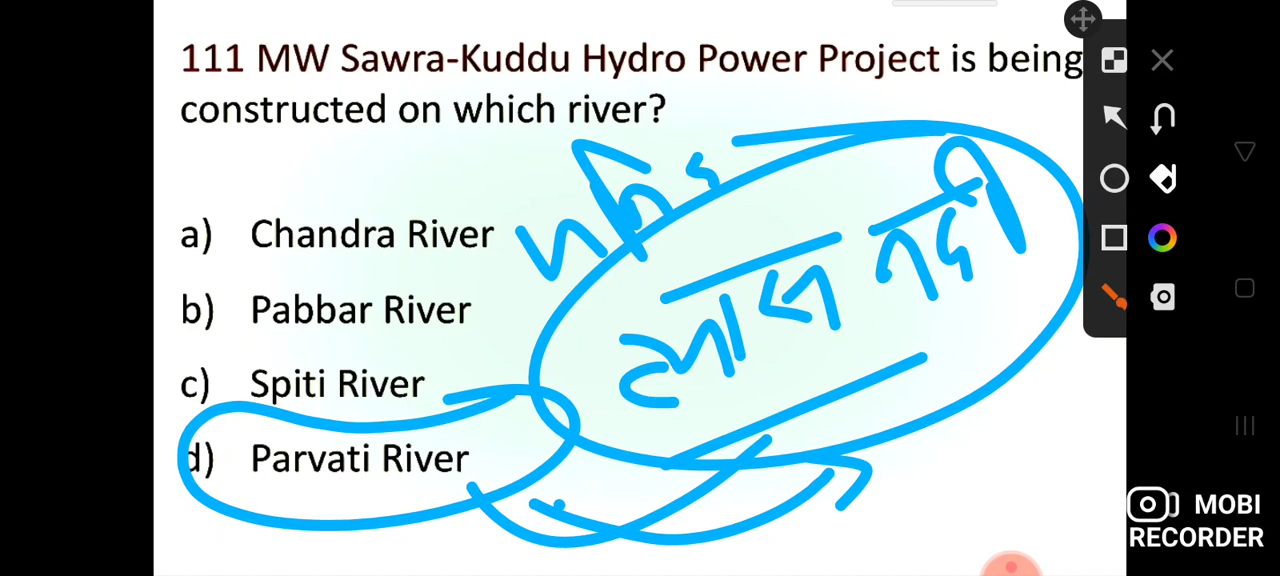 111 MW Sawra-Kuddu Hydro Power Project is being
constructed on which river?
a) Chandra River
b) Pabbar River
c) Spiti River
d) Parvati River
नदी
MOBI
RECORDER